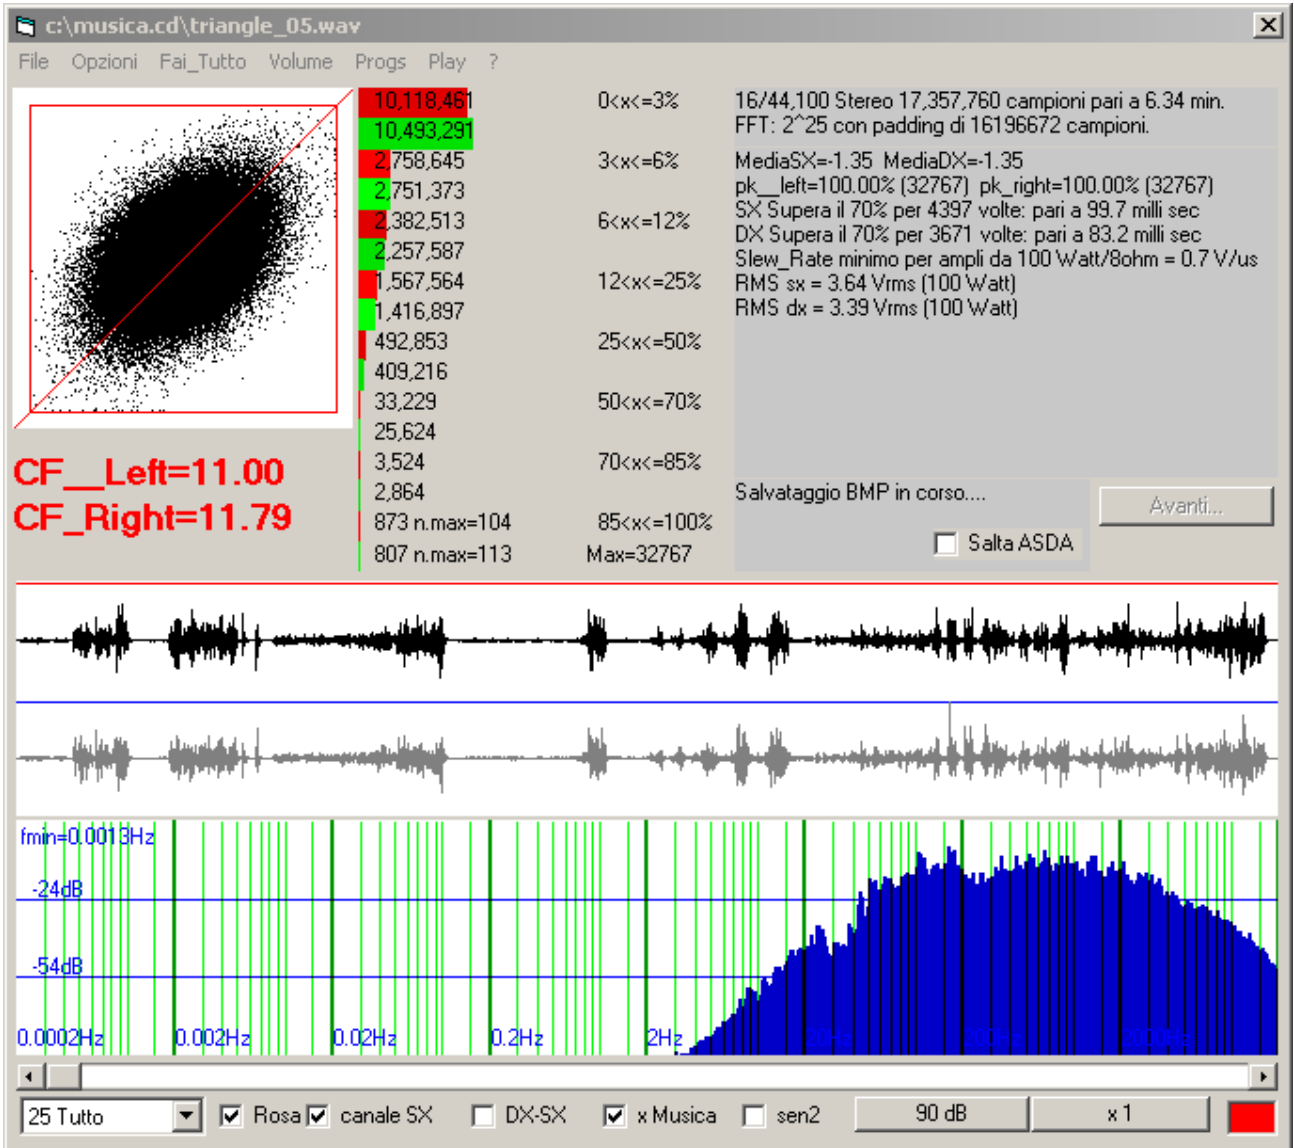 c:\musica.cd\triangle_05.wav
File Opzioni Fai_Tutto Volume Progs Play ?
10,118,461 0<x<=3%
10,493,291
2,758,645 3<x<=6%
2,751,373
2,382,513 6<x<=12%
2,257,587
1,567,564 12<x<=25%
1,416,897
492,853 25<x<=50%
409,216
33,229 50<x<=70%
25,624
3,524 70<x<=85%
2,864
873 n.max=104 85<x<=100%
807 n.max=113 Max=32767
16/44,100 Stereo 17,357,760 campioni pari a 6.34 min.
FFT: 2^25 con padding di 16196672 campioni.
MediaSX=-1.35 MediaDX=-1.35
pk__left=100.00% (32767) pk_right=100.00% (32767)
SX Supera il 70% per 4397 volte: pari a 99.7 milli sec
DX Supera il 70% per 3671 volte: pari a 83.2 milli sec
Slew_Rate minimo per ampli da 100 Watt/8ohm = 0.7 V/us
RMS sx = 3.64 Vrms (100 Watt)
RMS dx = 3.39 Vrms (100 Watt)
CF__Left=11.00
CF_Right=11.79
Salvataggio BMP in corso....
Avanti...
Salta ASDA
fmin=0.0013Hz
-24dB
-54dB
0.0002Hz 0.002Hz 0.02Hz 0.2Hz 2Hz 20Hz 200Hz 2000Hz
25 Tutto Rosa canale SX DX-SX x Musica sen2 90 dB x 1